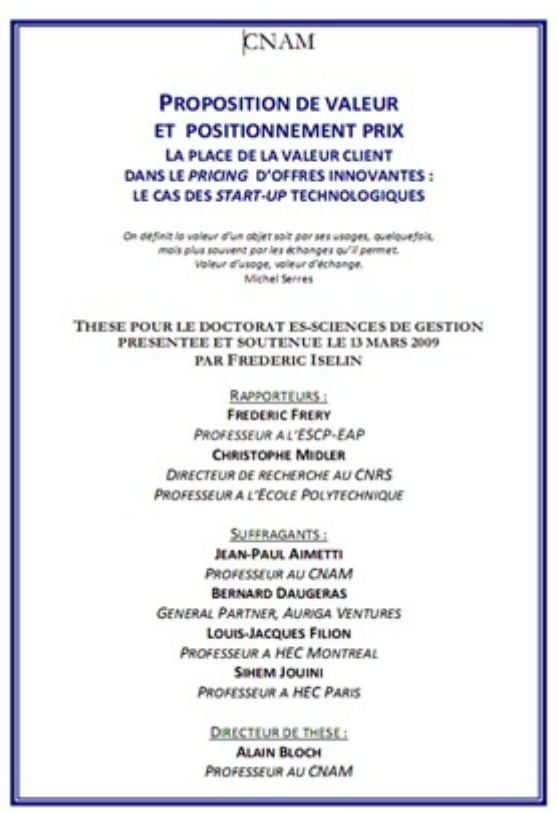 CNAM
PROPOSITION DE VALEUR
ET POSITIONNEMENT PRIX
LA PLACE DE LA VALEUR CLIENT
DANS LE PRICING D'OFFRES INNOVANTES :
LE CAS DES START-UP TECHNOLOGIQUES
On définit la valeur d'un objet soit par ses usages, quelquefois,
mais plus souvent par les échanges qu'il permet.
Valeur d'usage, valeur d'échange.
Michel Serres
THESE POUR LE DOCTORAT ES-SCIENCES DE GESTION
PRESENTEE ET SOUTENUE LE 13 MARS 2009
PAR FREDERIC ISELIN
RAPPORTEURS :
FREDERIC FRERY
PROFESSEUR A L'ESCP-EAP
CHRISTOPHE MIDLER
DIRECTEUR DE RECHERCHE AU CNRS
PROFESSEUR A L'ECOLE POLYTECHNIQUE
SUFFRAGANTS :
JEAN-PAUL AIMETTI
PROFESSEUR AU CNAM
BERNARD DAUGERAS
GENERAL PARTNER, AURIGA VENTURES
LOUIS-JACQUES FILION
PROFESSEUR A HEC MONTREAL
SIHEM JOUINI
PROFESSEUR A HEC PARIS
DIRECTEUR DE THESE :
ALAIN BLOCH
PROFESSEUR AU CNAM